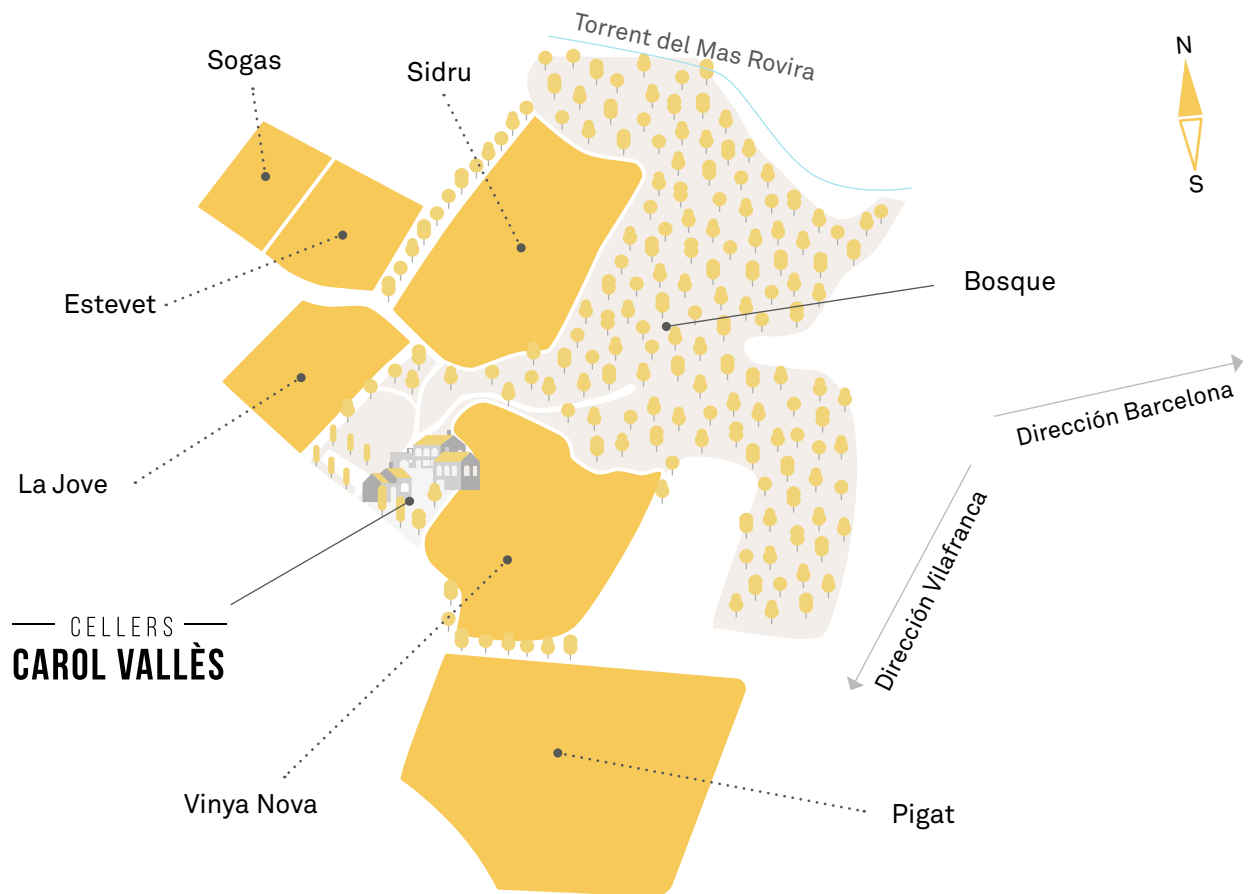 Torrent del Mas Rovira
N
S
Sogas
Sidru
Estevet
Bosque
Dirección Barcelona
La Jove
Dirección Vilafranca
CELLERS
CAROL VALLÈS
Vinya Nova
Pigat